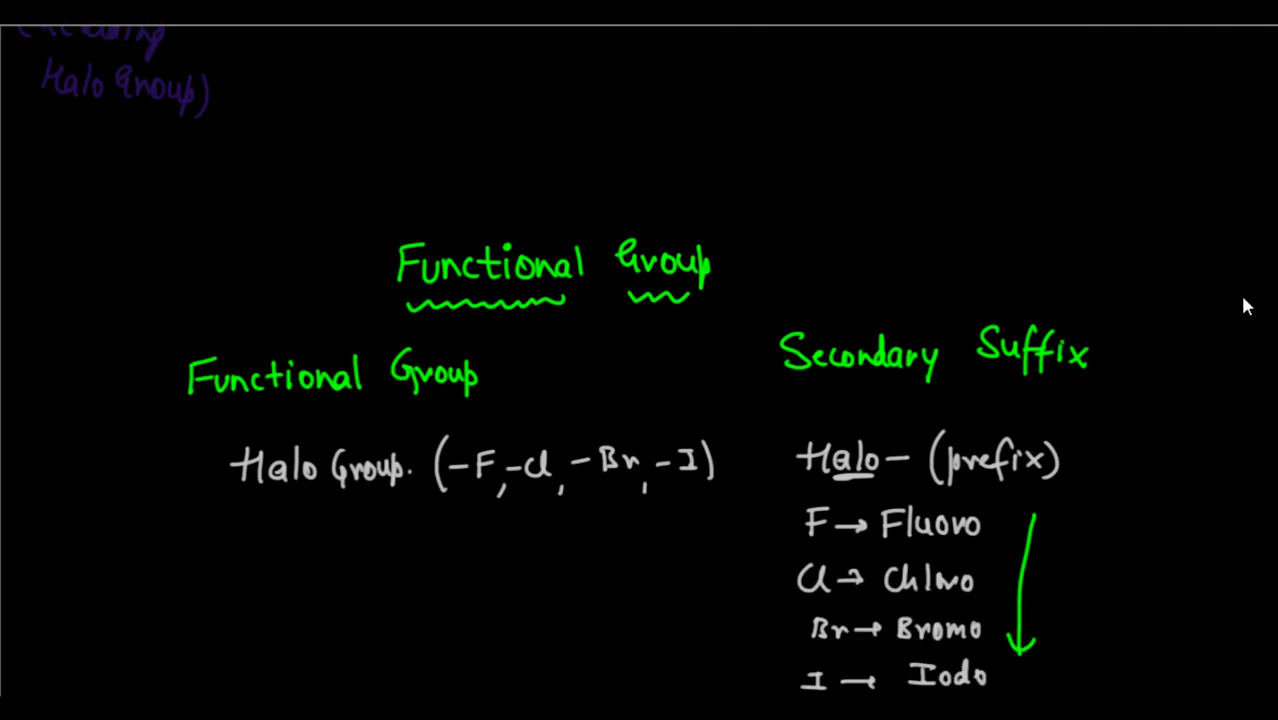 Halo Group)
Functional Group
Functional Group
Secondary Suffix
Halo Group. (-F, -Cl, -Br, -I)
Halo- (prefix)
F → Fluoro
Cl → Chloro
Br → Bromo
I → Iodo